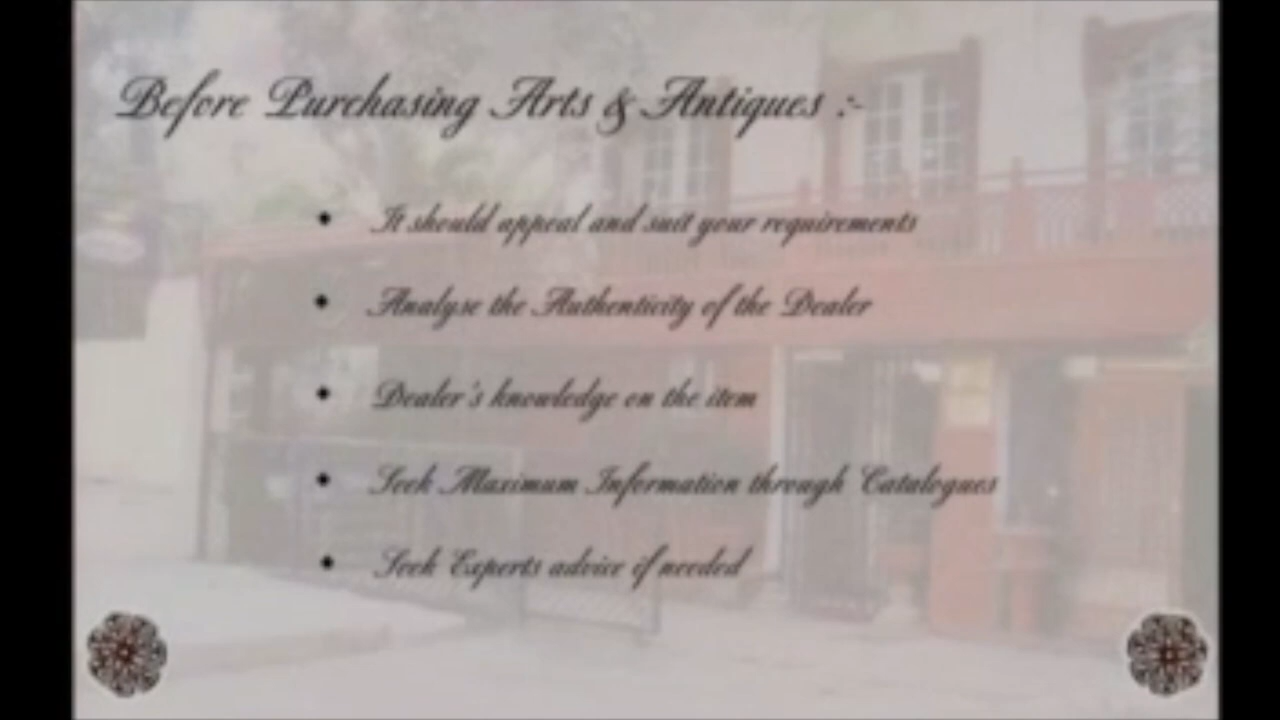 Before Purchasing Arts & Antiques :-
It should appeal and suit your requirements
Analyse the Authenticity of the Dealer
Dealer's knowledge on the item
Seek Maximum Information through Catalogues
Seek Experts advice if needed